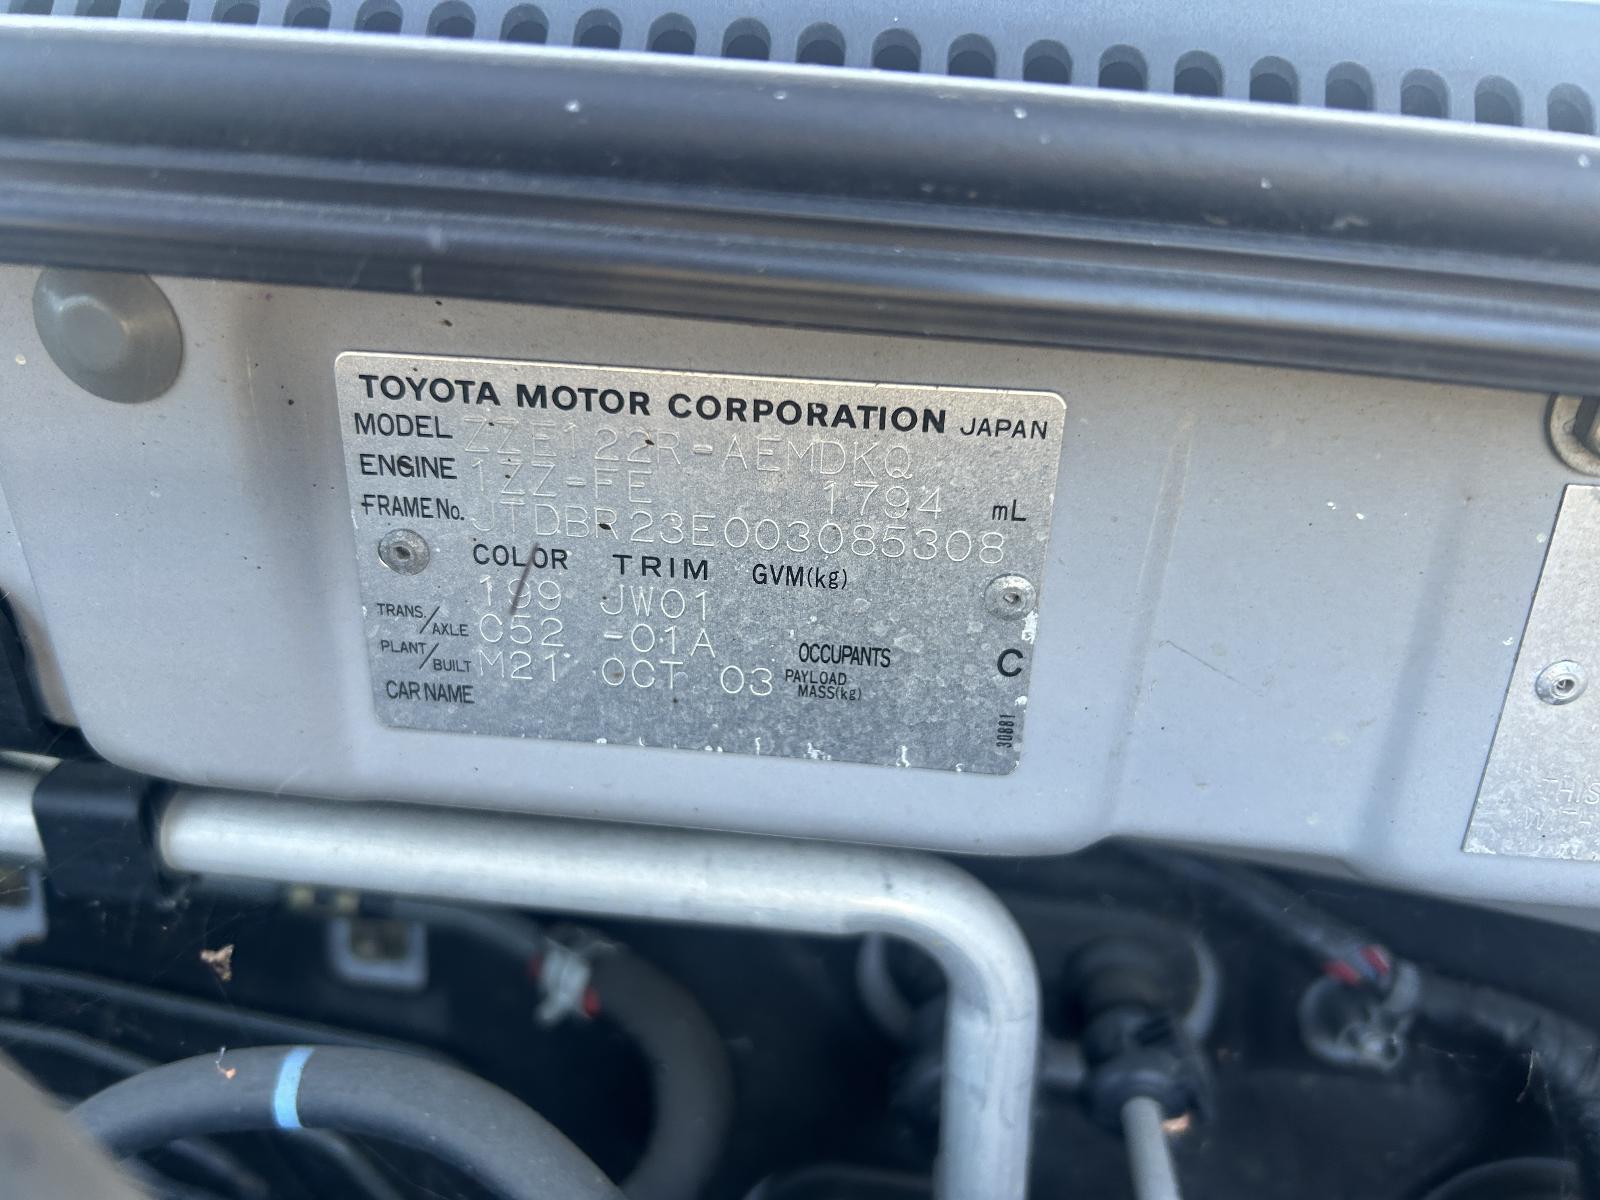 TOYOTA MOTOR CORPORATION JAPAN
MODEL ZZE122R-AEMDKQ
ENGINE 1ZZ-FE 1794 mL
FRAME No. JTDBR23E003085308
COLOR TRIM GVM(kg)
199 JW01
TRANS./AXLE C52 -01A OCCUPANTS C
PLANT/BUILT M21 OCT 03 PAYLOAD MASS(kg)
CAR NAME
30881
THIS